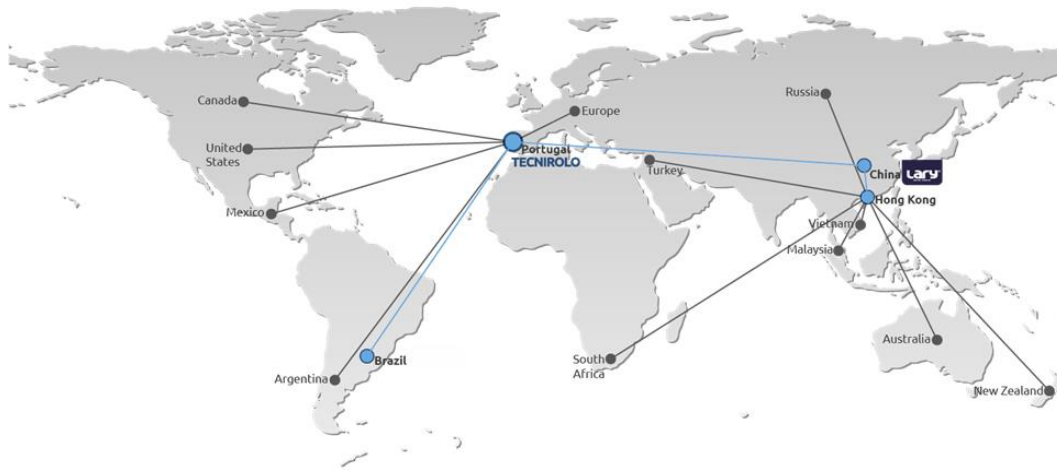 Canada
Europe
Russia
United
States
Portugal
TECNIROLO
Turkey
China
Lary
Hong Kong
Mexico
Vietnam
Malaysia
Australia
Brazil
South
Africa
Argentina
New Zealand